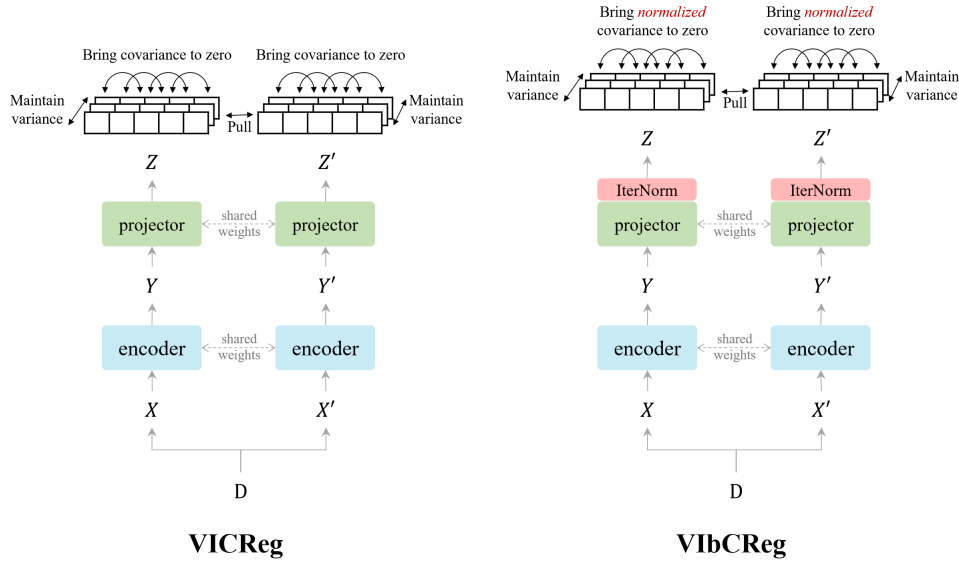 Bring covariance to zero
Bring covariance to zero
Maintain
variance
Pull
Maintain
variance
Z
Z′
projector
shared
weights
projector
Y
Y′
encoder
shared
weights
encoder
X
X′
D
VICReg
Bring normalized
covariance to zero
Bring normalized
covariance to zero
Maintain
variance
Pull
Maintain
variance
Z
Z′
IterNorm
IterNorm
projector
shared
weights
projector
Y
Y′
encoder
shared
weights
encoder
X
X′
D
VIbCReg